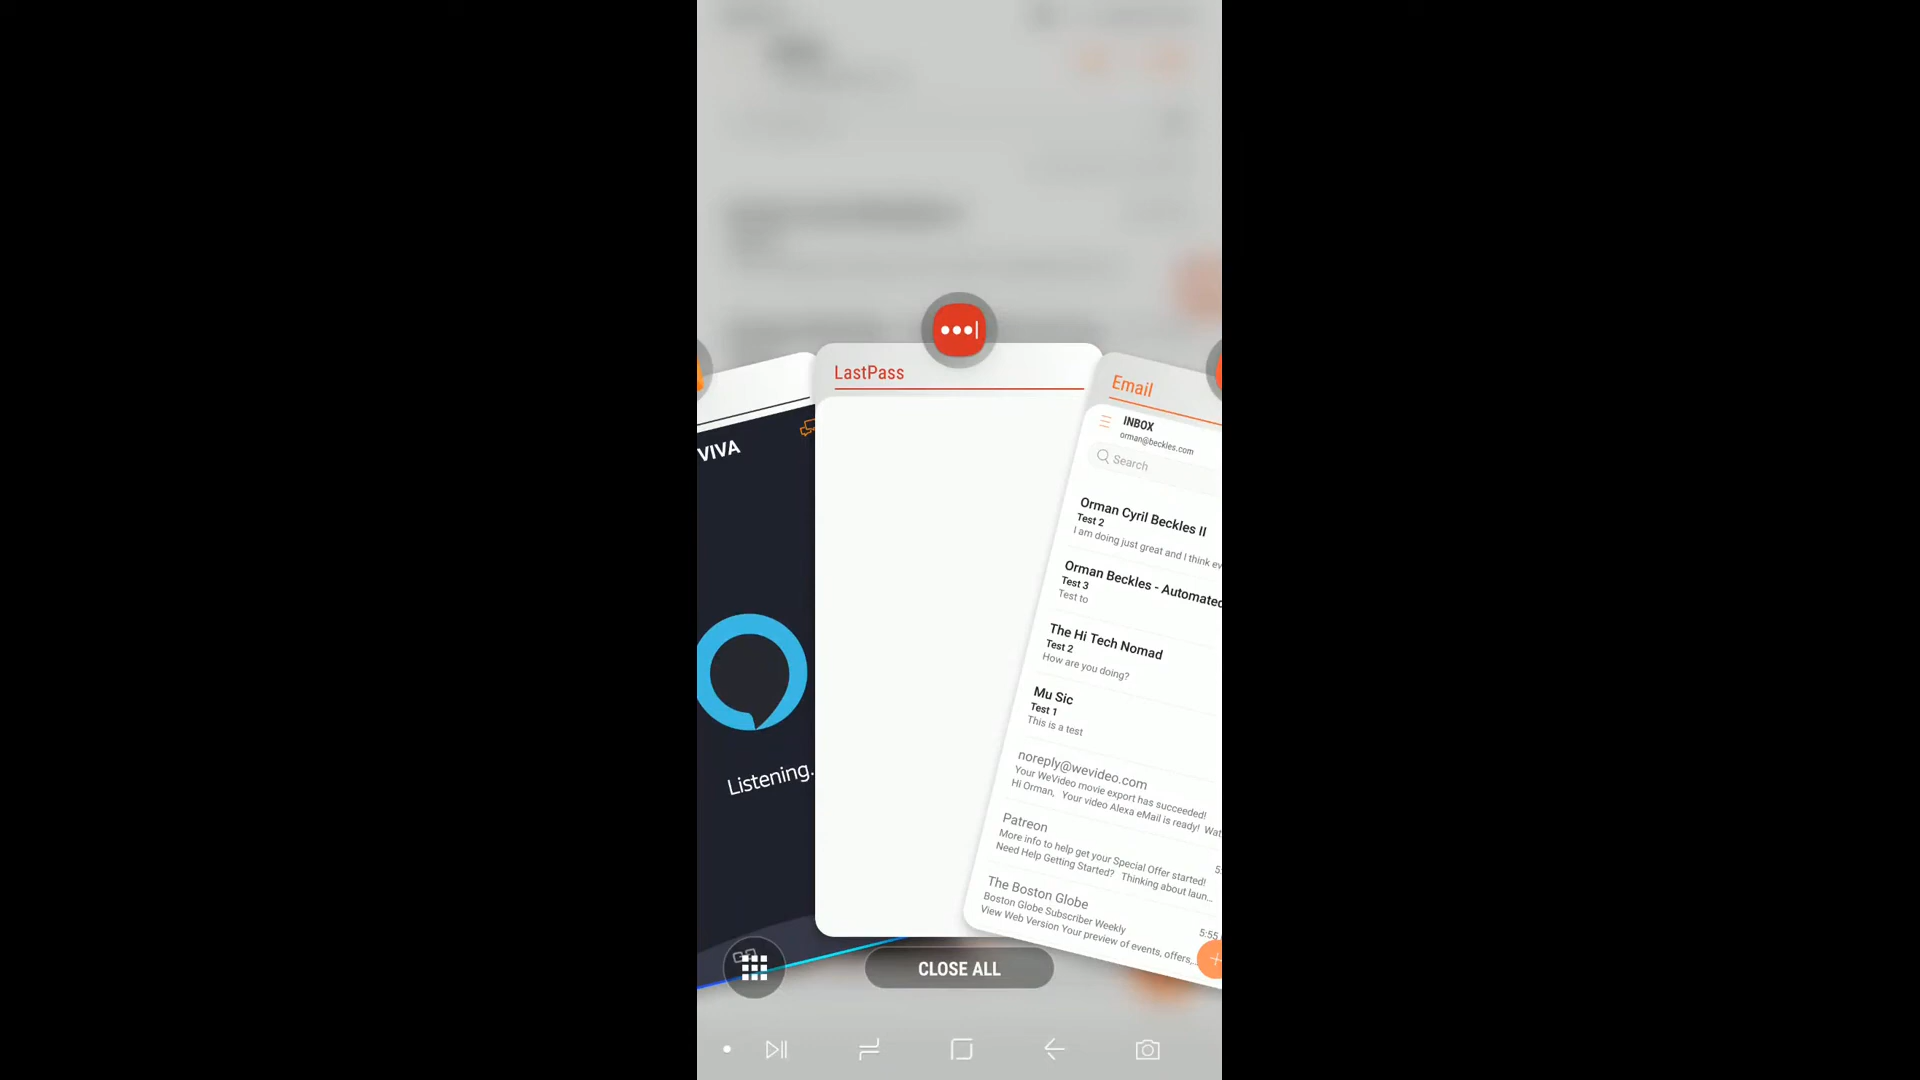 LastPass
VIVA
Listening.
Email
INBOX
orman@beckles.com
Search
Orman Cyril Beckles II
Test 2
I am doing just great and I think ev
Orman Beckles - Automated
Test 3
Test to
The Hi Tech Nomad
Test 2
How are you doing?
Mu Sic
Test 1
This is a test
noreply@wevideo.com
Your WeVideo movie export has succeeded!
Hi Orman, Your video Alexa eMail is ready! Wat
Patreon
5:
More info to help get your Special Offer started!
Need Help Getting Started? Thinking about laun...
The Boston Globe
5:55
Boston Globe Subscriber Weekly
View Web Version Your preview of events, offers,...
CLOSE ALL